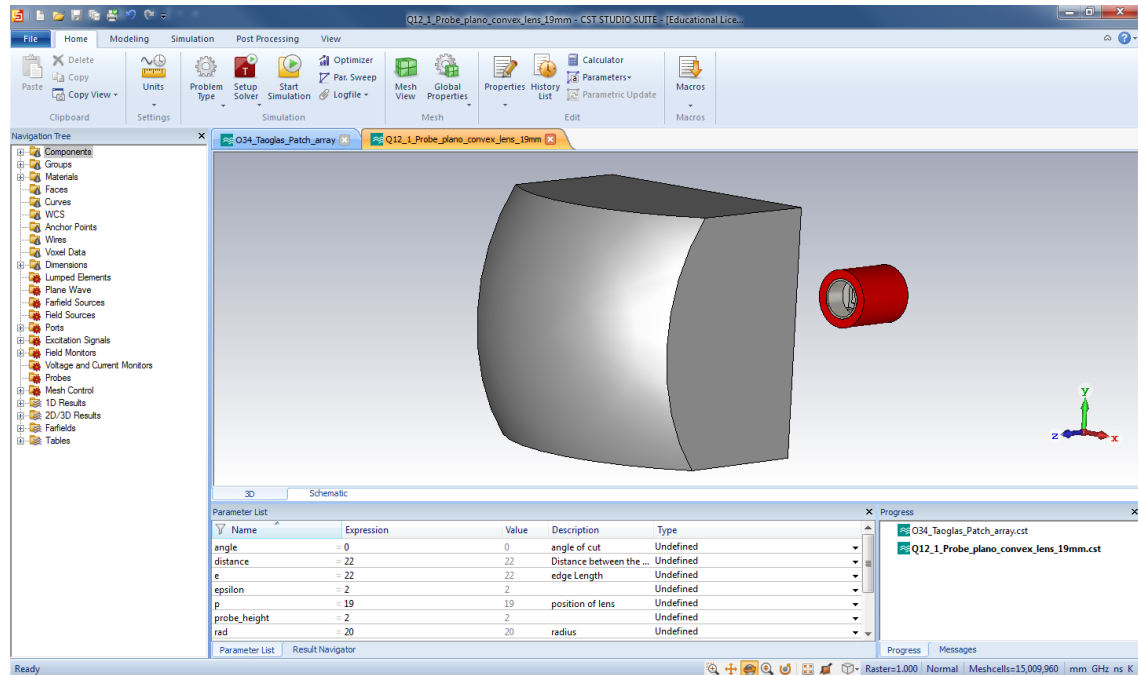 Q12_1_Probe_plano_convex_lens_19mm - CST STUDIO SUITE - [Educational Lice...
File Home Modeling Simulation Post Processing View
Paste
Delete
Copy
Copy View
Clipboard
Units
Settings
Problem Type
Setup Solver
Start Simulation
Optimizer
Par. Sweep
Logfile
Simulation
Mesh View
Global Properties
Mesh
Properties
History List
Calculator
Parameters
Parametric Update
Edit
Macros
Macros
Navigation Tree
Components
Groups
Materials
Faces
Curves
WCS
Anchor Points
Wires
Voxel Data
Dimensions
Lumped Elements
Plane Wave
Farfield Sources
Field Sources
Ports
Excitation Signals
Field Monitors
Voltage and Current Monitors
Probes
Mesh Control
1D Results
2D/3D Results
Farfields
Tables
O34_Taoglas_Patch_array Q12_1_Probe_plano_convex_lens_19mm
y
z x
3D Schematic
Parameter List
Name Expression Value Description Type
angle = 0 0 angle of cut Undefined
distance = 22 22 Distance between the ... Undefined
e = 22 22 edge Length Undefined
epsilon = 2 2 Undefined
p = 19 19 position of lens Undefined
probe_height = 2 2 Undefined
rad = 20 20 radius Undefined
Parameter List Result Navigator
Progress
O34_Taoglas_Patch_array.cst
Q12_1_Probe_plano_convex_lens_19mm.cst
Progress Messages
Ready Raster=1.000 Normal Meshcells=15,009,960 mm GHz ns K